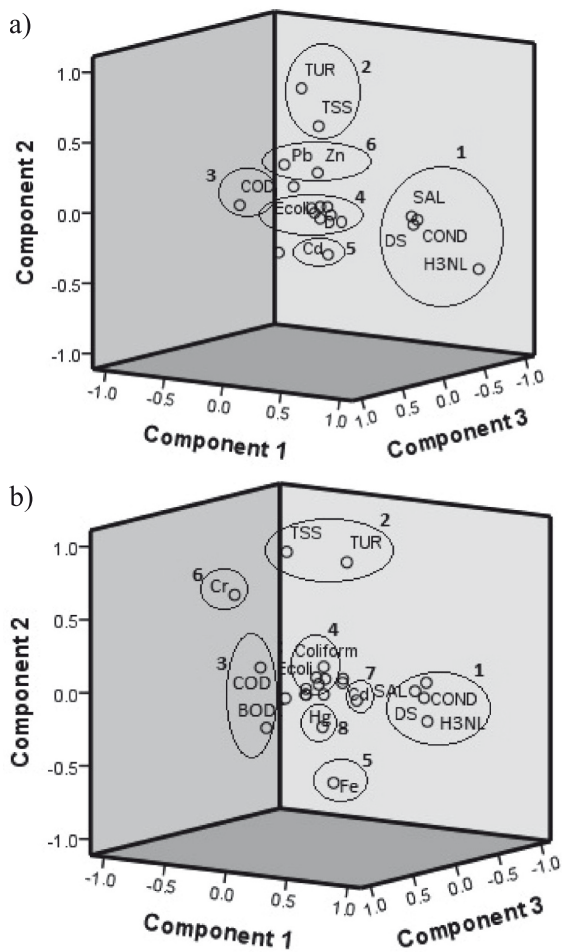 a)
TUR 2
TSS
Pb Zn 6
3 COD
1
Ecoli 4
D
Cd 5
SAL
DS COND
H3NL
1.0
0.5
0.0
-0.5
-1.0
Component 2
-1.0 -0.5 0.0 0.5 1.0
Component 1
1.0 0.5 0.0 -0.5 -1.0
Component 3
b)
TSS 2
TUR
6 Cr
4
Coliform
Ecoli
3
COD
BOD
7
Cd
1
SAL COND
DS H3NL
Hg 8
5
Fe
1.0
0.5
0.0
-0.5
-1.0
Component 2
-1.0 -0.5 0.0 0.5 1.0
Component 1
1.0 0.5 0.0 -0.5 -1.0
Component 3